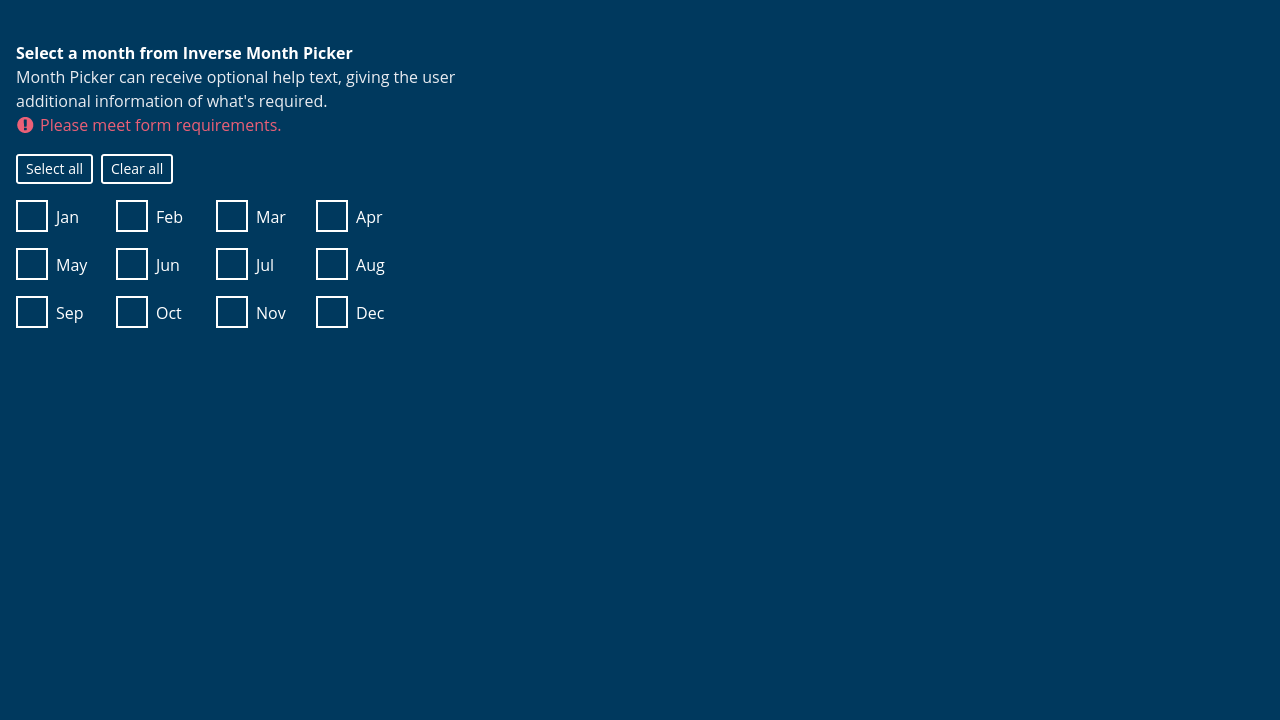 Select a month from Inverse Month Picker
Month Picker can receive optional help text, giving the user
additional information of what's required.
Please meet form requirements.
Select all Clear all
Jan Feb Mar Apr
May Jun Jul Aug
Sep Oct Nov Dec